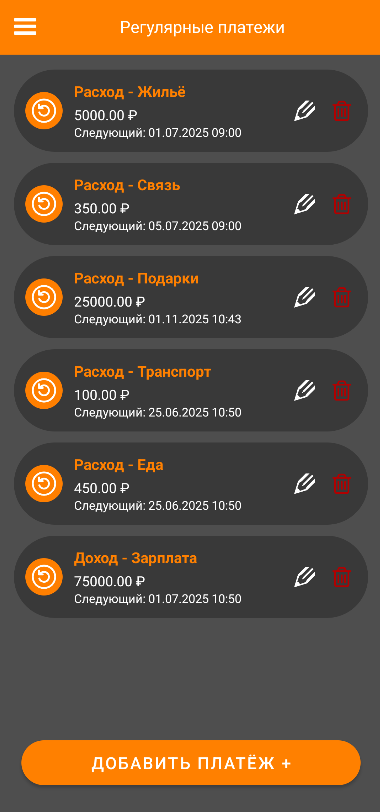 Регулярные платежи
Расход - Жильё
5000.00 ₽
Следующий: 01.07.2025 09:00
Расход - Связь
350.00 ₽
Следующий: 05.07.2025 09:00
Расход - Подарки
25000.00 ₽
Следующий: 01.11.2025 10:43
Расход - Транспорт
100.00 ₽
Следующий: 25.06.2025 10:50
Расход - Еда
450.00 ₽
Следующий: 25.06.2025 10:50
Доход - Зарплата
75000.00 ₽
Следующий: 01.07.2025 10:50
ДОБАВИТЬ ПЛАТЁЖ +